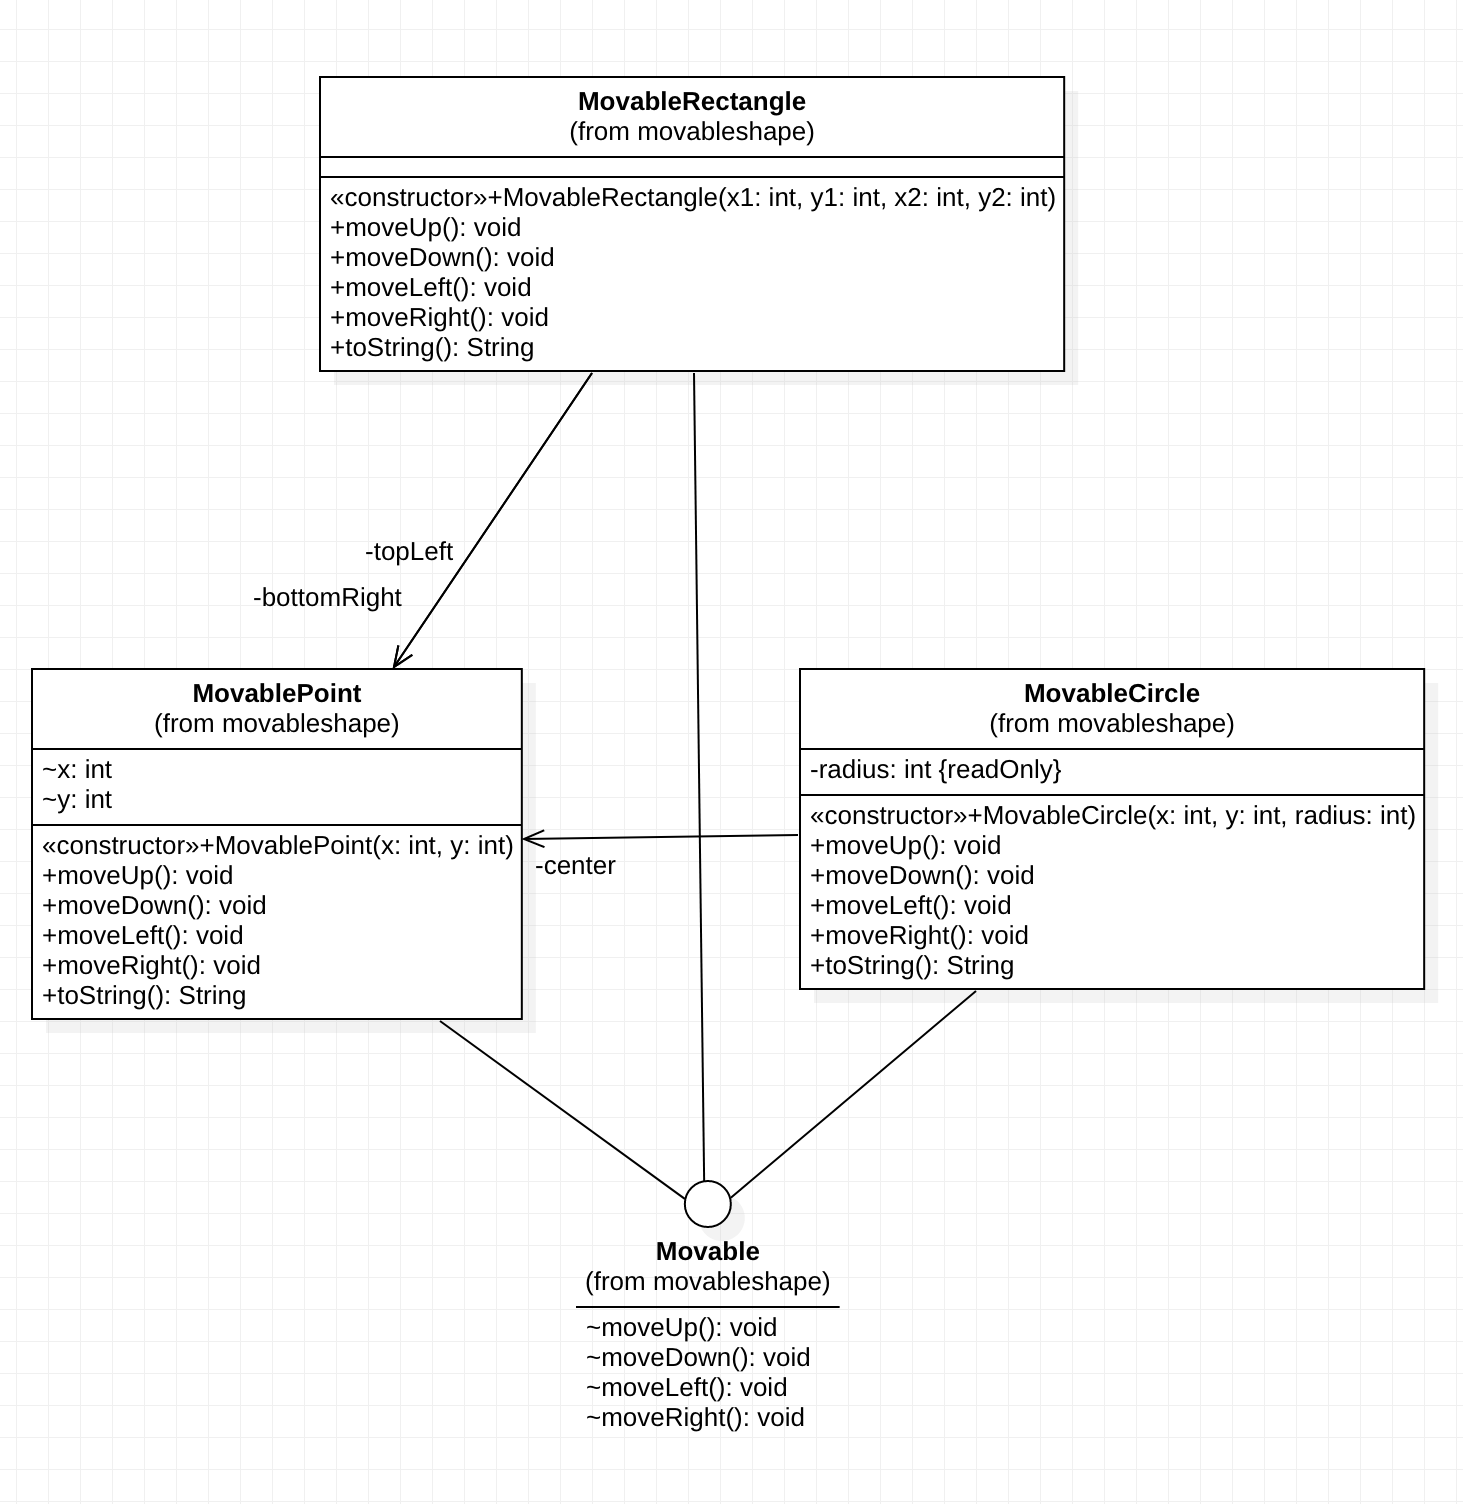 MovableRectangle
(from movableshape)
«constructor»+MovableRectangle(x1: int, y1: int, x2: int, y2: int)
+moveUp(): void
+moveDown(): void
+moveLeft(): void
+moveRight(): void
+toString(): String
-topLeft
-bottomRight
MovablePoint
(from movableshape)
~x: int
~y: int
«constructor»+MovablePoint(x: int, y: int)
+moveUp(): void
+moveDown(): void
+moveLeft(): void
+moveRight(): void
+toString(): String
-center
MovableCircle
(from movableshape)
-radius: int {readOnly}
«constructor»+MovableCircle(x: int, y: int, radius: int)
+moveUp(): void
+moveDown(): void
+moveLeft(): void
+moveRight(): void
+toString(): String
Movable
(from movableshape)
~moveUp(): void
~moveDown(): void
~moveLeft(): void
~moveRight(): void